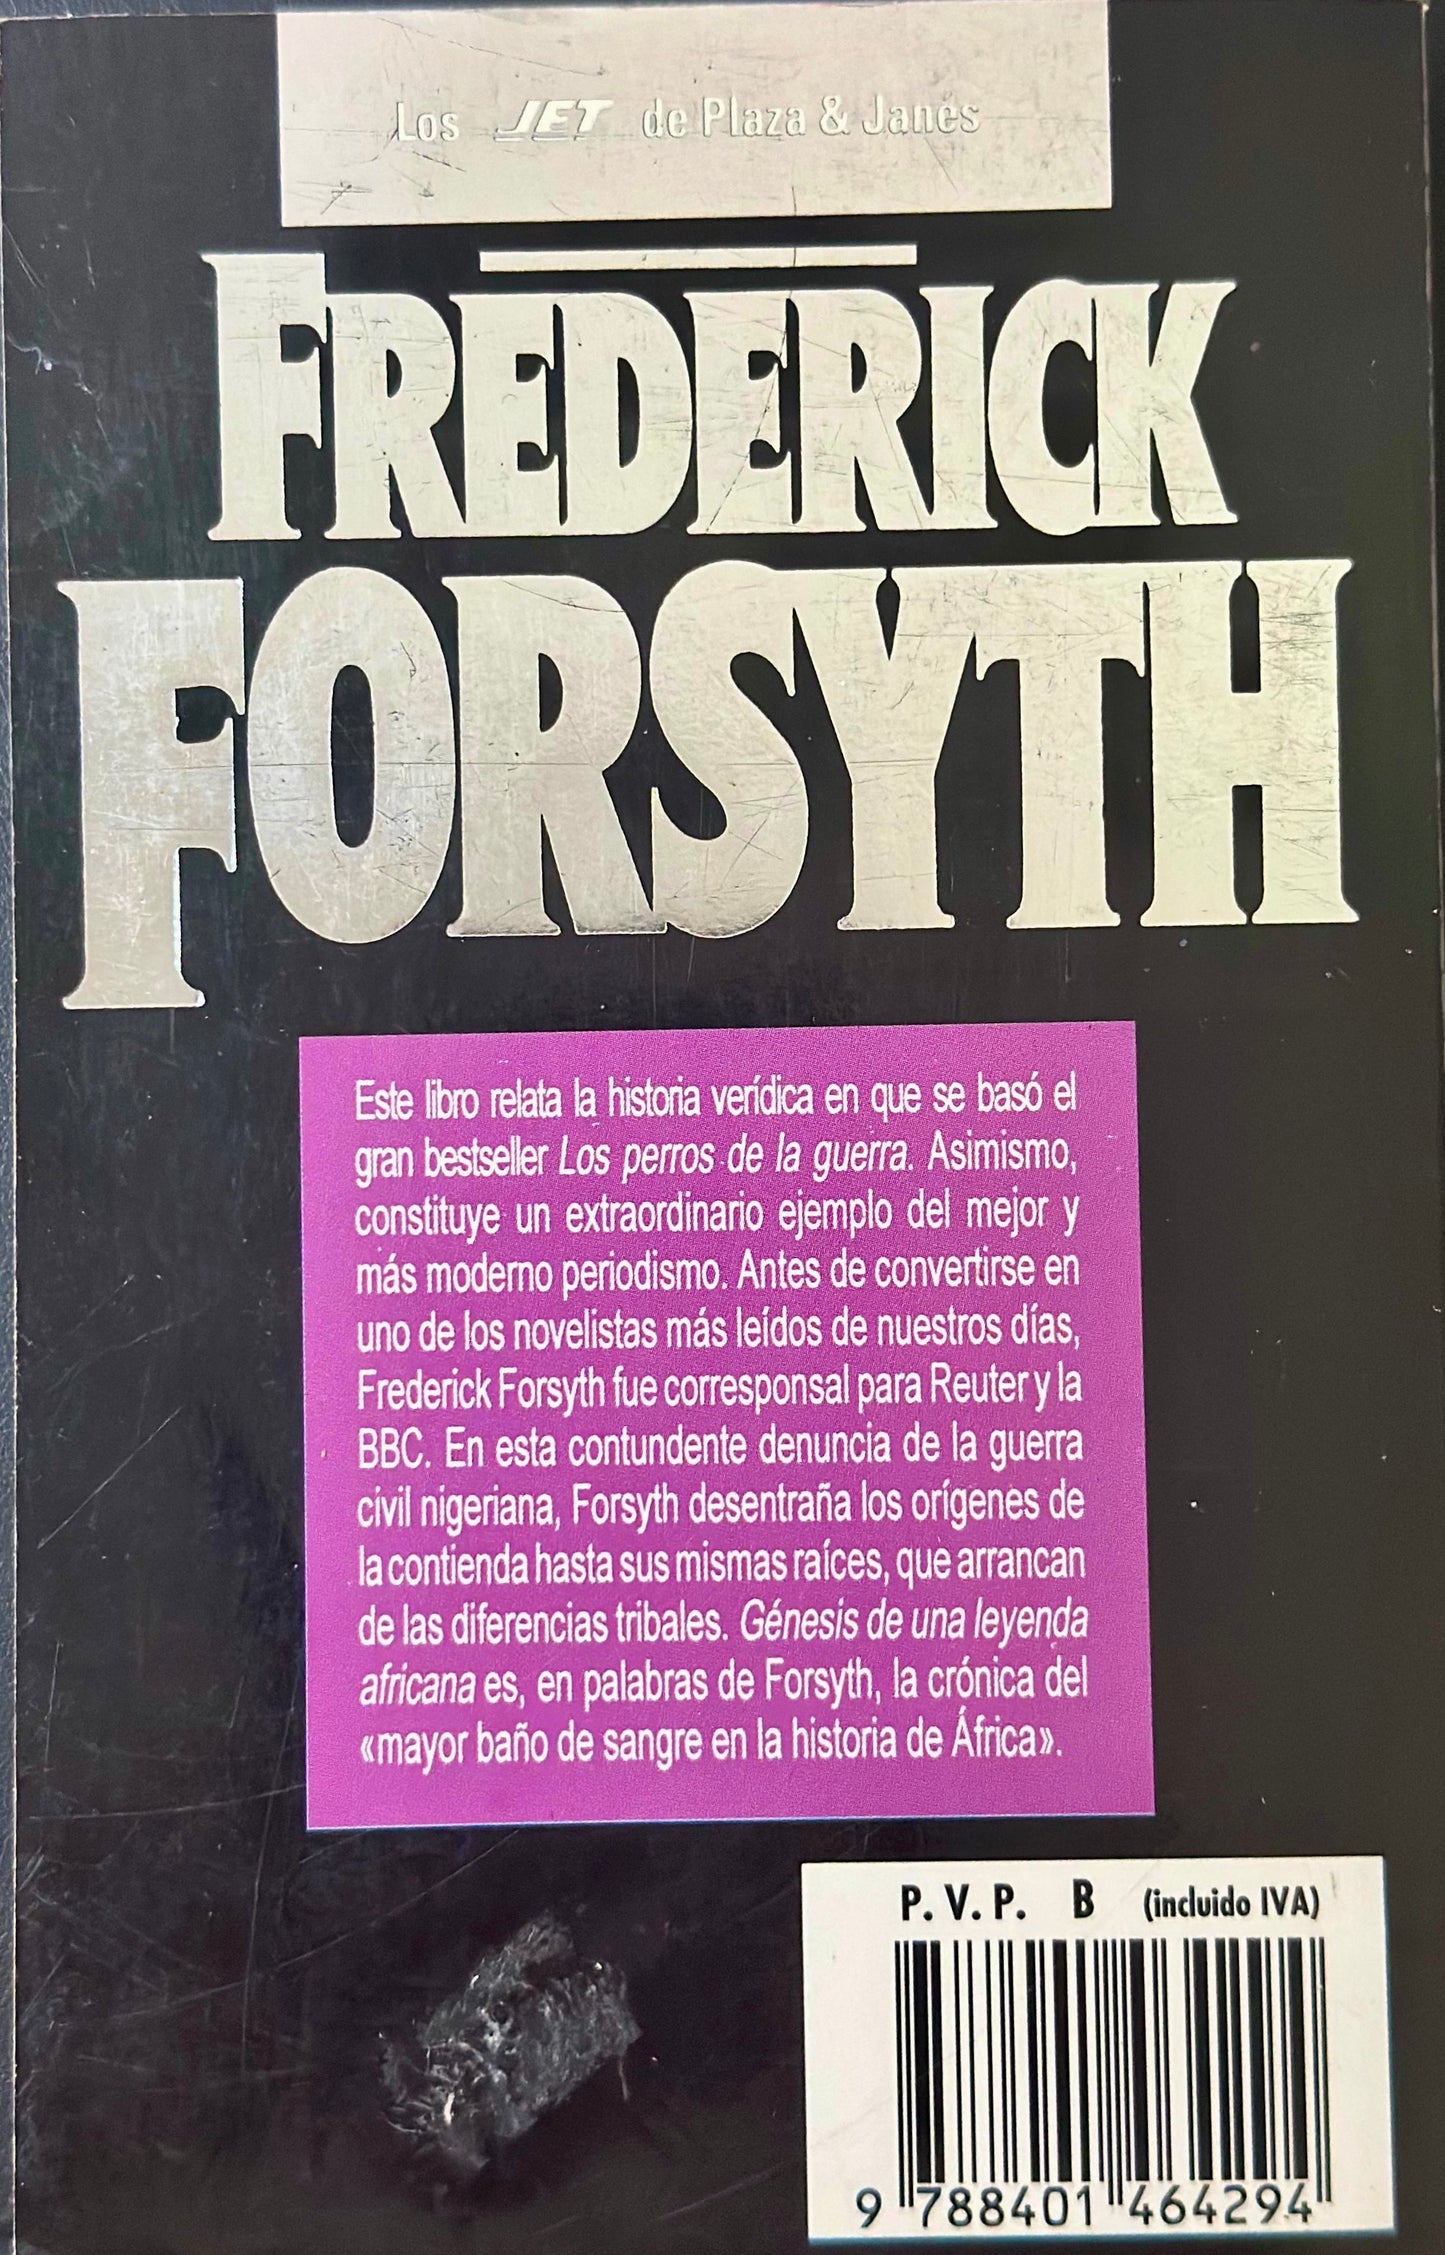 Los JET de Plaza & Janés
FREDERICK
FORSYTH
Este libro relata la historia verídica en que se basó el
gran bestseller Los perros de la guerra. Asimismo,
constituye un extraordinario ejemplo del mejor y
más moderno periodismo. Antes de convertirse en
uno de los novelistas más leídos de nuestros días,
Frederick Forsyth fue corresponsal para Reuter y la
BBC. En esta contundente denuncia de la guerra
civil nigeriana, Forsyth desentraña los orígenes de
la contienda hasta sus mismas raíces, que arrancan
de las diferencias tribales. Génesis de una leyenda
africana es, en palabras de Forsyth, la crónica del
«mayor baño de sangre en la historia de África».
P. V. P. B (incluido IVA)
9 788401 464294